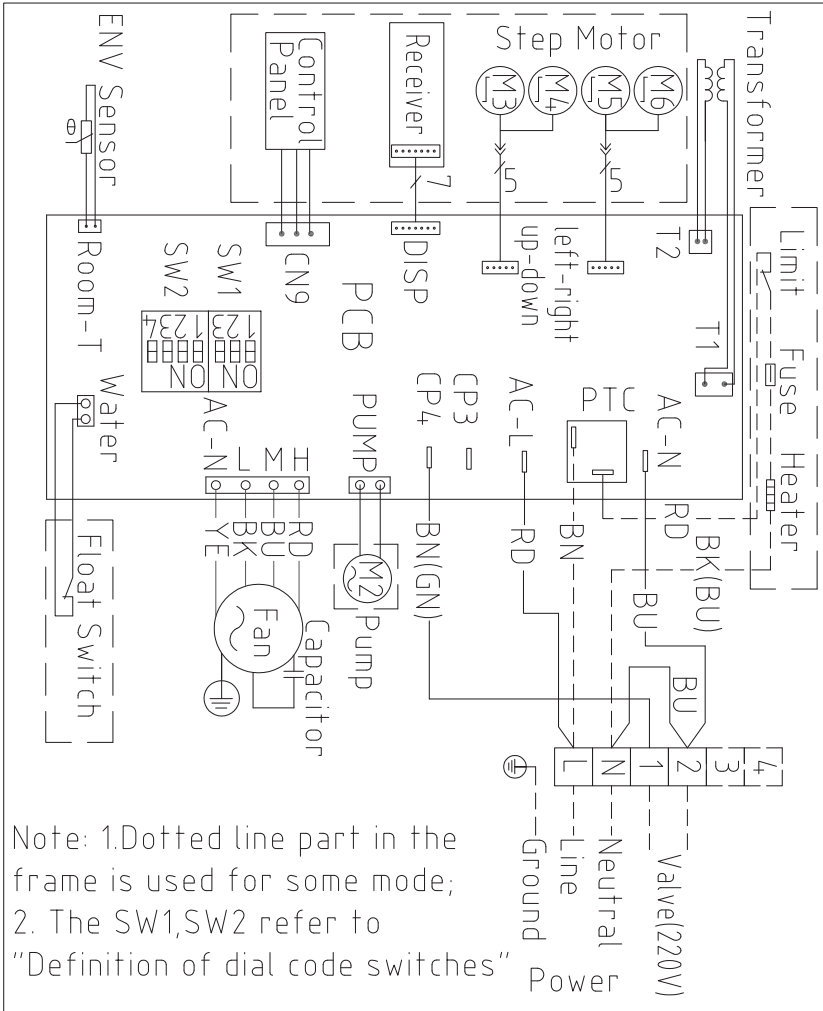 ENV Sensor
θ
Control Panel
Receiver
Step Motor
M3
M4
M5
M6
Transformer
7
5
5
Room-T
SW2
SW1
CN9
DISP
up-down
left-right
T2
Limit
Fuse
Heater
PCB
1234
123
ON
ON
T1
Water
AC-N
L
M
H
PUMP
CP4
CP3
AC-L
PTC
AC-N
YE
BK
BU
RD
M2
Pump
BN(GN)
RD
BN
RD
BK(BU)
BU
BU
Float Switch
Fan
Capacitor
L
N
1
2
3
4
Ground
Line
Neutral
Valve(220V)
Power
Note: 1.Dotted line part in the
frame is used for some mode;
2. The SW1,SW2 refer to
"Definition of dial code switches"